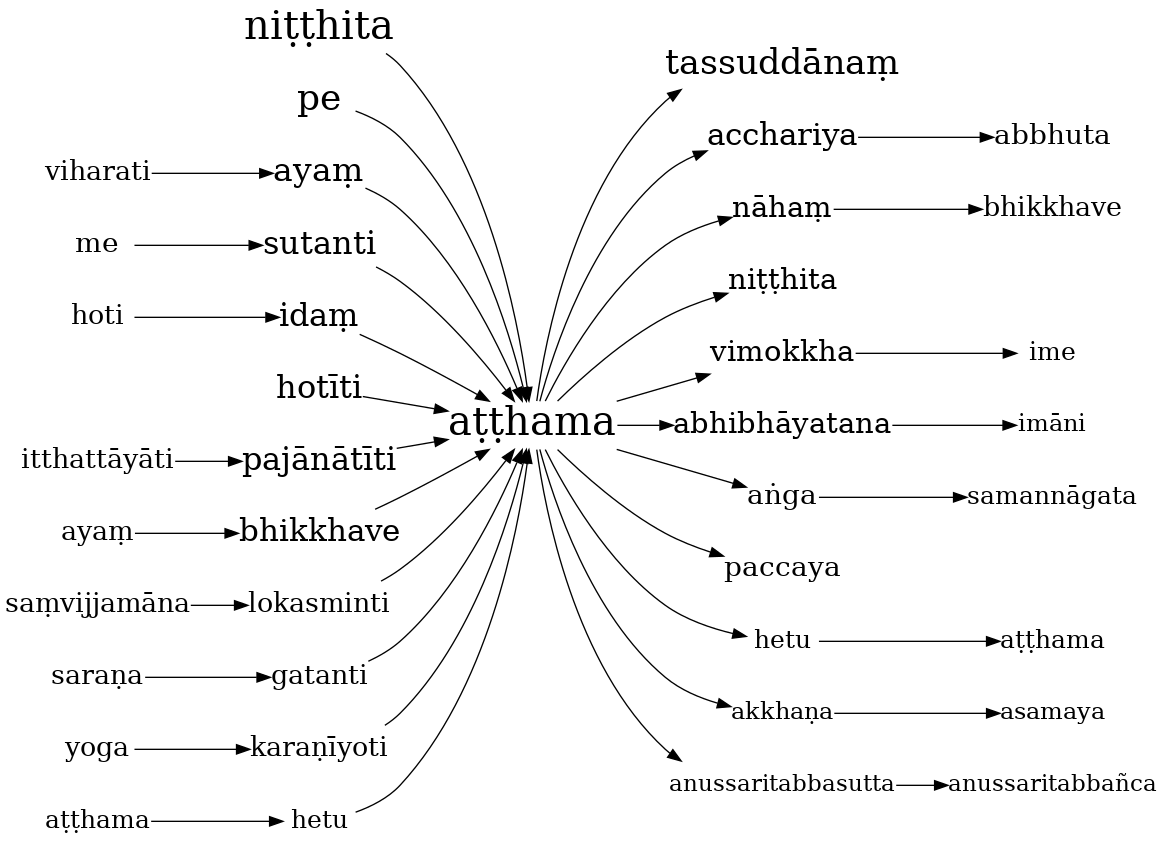 niṭṭhita
tassuddānaṃ
pe
acchariya abbhuta
viharati ayaṃ
nāhaṃ bhikkhave
me sutanti
niṭṭhita
hoti idaṃ
vimokkha ime
hotīti
aṭṭhama
abhibhāyatana imāni
itthattāyāti pajānātīti
aṅga samannāgata
ayaṃ bhikkhave
paccaya
saṃvijjamāna lokasminti
hetu aṭṭhama
saraṇa gatanti
akkhaṇa asamaya
yoga karaṇīyoti
anussaritabbasutta anussaritabbañca
aṭṭhama hetu